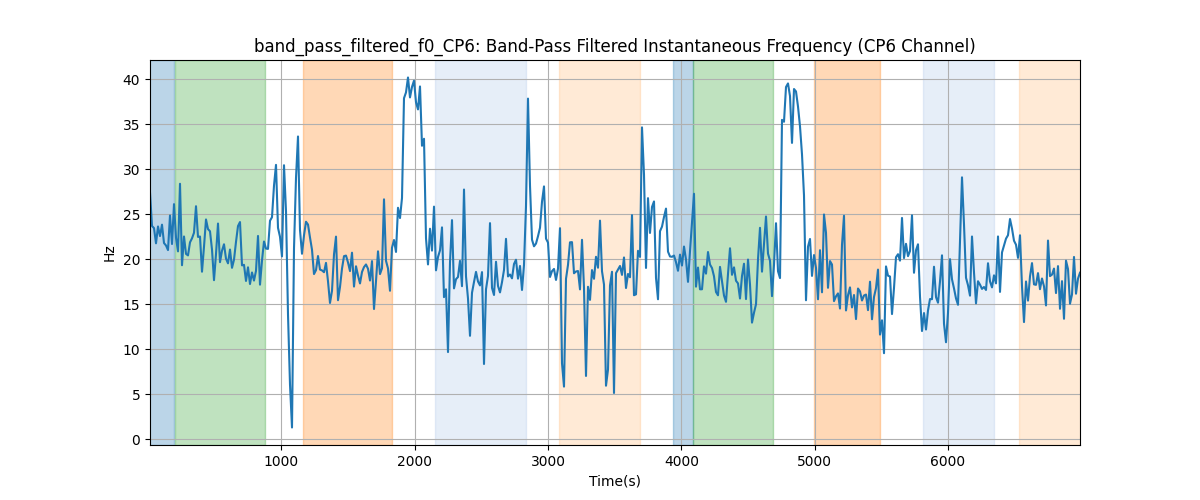 band_pass_filtered_f0_CP6: Band-Pass Filtered Instantaneous Frequency (CP6 Channel)
40
35
30
25
20
15
10
5
0
Hz
1000 2000 3000 4000 5000 6000
Time(s)